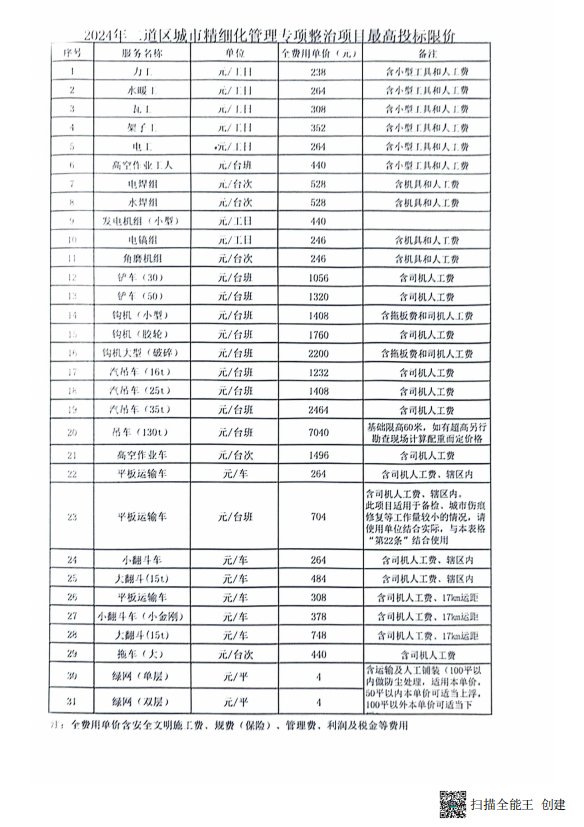 2024年二道区城市精细化管理专项整治项目最高投标限价
序号 服务名称 单位 全费用单价（元） 备注
1 力工 元/工日 238 含小型工具和人工费
2 水暖工 元/工日 264 含小型工具和人工费
3 瓦工 元/工日 308 含小型工具和人工费
4 架子工 元/工日 352 含小型工具和人工费
5 电工 元/工日 264 含小型工具和人工费
6 高空作业工人 元/台班 440 含小型工具和人工费
7 电焊组 元/台次 528 含机具和人工费
8 水焊组 元/台次 528 含机具和人工费
9 发电机组（小型） 元/工日 440
10 电镐组 元/工日 246 含机具和人工费
11 角磨机组 元/台次 246 含机具和人工费
12 铲车（30） 元/台班 1056 含司机人工费
13 铲车（50） 元/台班 1320 含司机人工费
14 钩机（小型） 元/台班 1408 含拖板费和司机人工费
15 钩机（胶轮） 元/台班 1760 含司机人工费
16 钩机大型（破碎） 元/台班 2200 含拖板费和司机人工费
17 汽吊车（16t） 元/台班 1232 含司机人工费
18 汽吊车（25t） 元/台班 1408 含司机人工费
19 汽吊车（35t） 元/台班 2464 含司机人工费
20 吊车（130t） 元/台班 7040 基础限高60米，如有超高另行
勘查现场计算配重而定价格
21 高空作业车 元/台次 1496 含司机人工费
22 平板运输车 元/车 264 含司机人工费、辖区内
23 平板运输车 元/台班 704 含司机人工费、辖区内，
此项目适用于备检、城市伤痕
修复等工作量较小的情况，请
使用单位结合实际，与本表格
“第22条”结合使用
24 小翻斗车 元/车 264 含司机人工费、辖区内
25 大翻斗(15t) 元/车 484 含司机人工费、辖区内
26 平板运输车 元/车 308 含司机人工费、17km运距
27 小翻斗车（小金刚） 元/车 378 含司机人工费、17km运距
28 大翻斗(15t) 元/车 748 含司机人工费、17km运距
29 拖车（大） 元/台次 440 含司机人工费
30 绿网（单层） 元/平 4 含运输及人工铺装（100平以
内做防尘处理，适用本单价，
31 绿网（双层） 元/平 4 50平以内本单价可适当上浮，
100平以外本单价可适当下
注：全费用单价含安全文明施工费、规费（保险）、管理费、利润及税金等费用
扫描全能王 创建